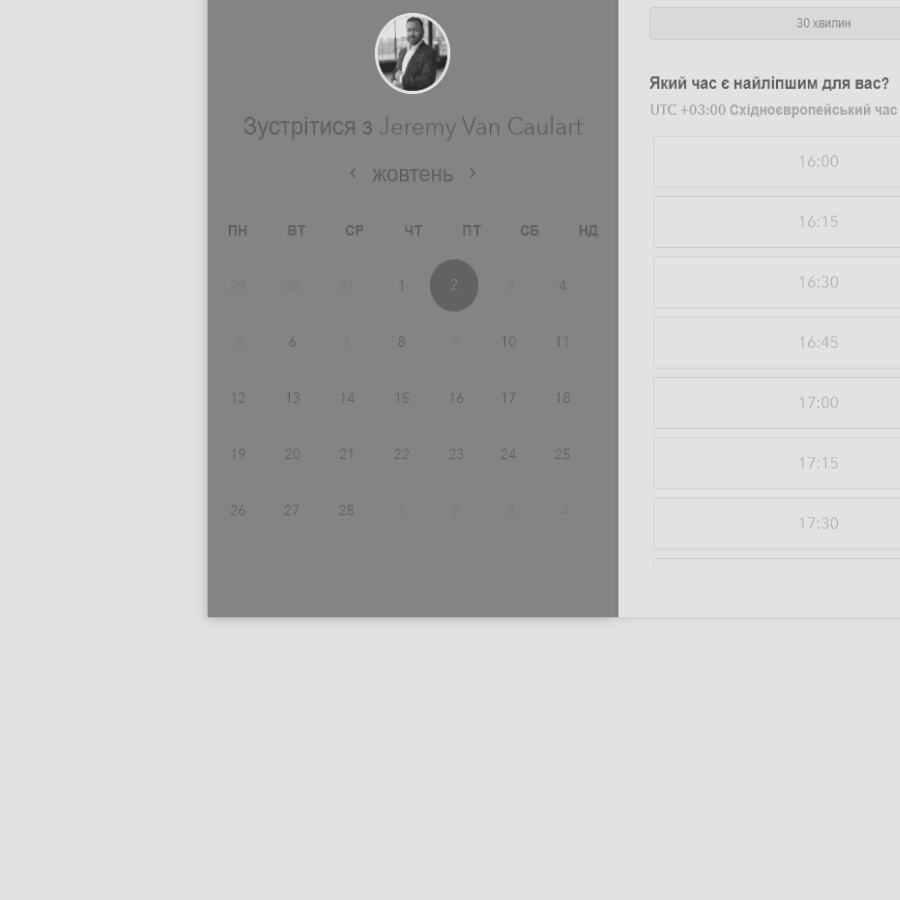 Зустрітися з Jeremy Van Caulart
‹ жовтень ›
ПН ВТ СР ЧТ ПТ СБ НД
29 30 31 1 2 3 4
5 6 7 8 9 10 11
12 13 14 15 16 17 18
19 20 21 22 23 24 25
26 27 28 1 2 3 4
30 хвилин
Який час є найліпшим для вас?
UTC +03:00 Східноєвропейський час
16:00
16:15
16:30
16:45
17:00
17:15
17:30